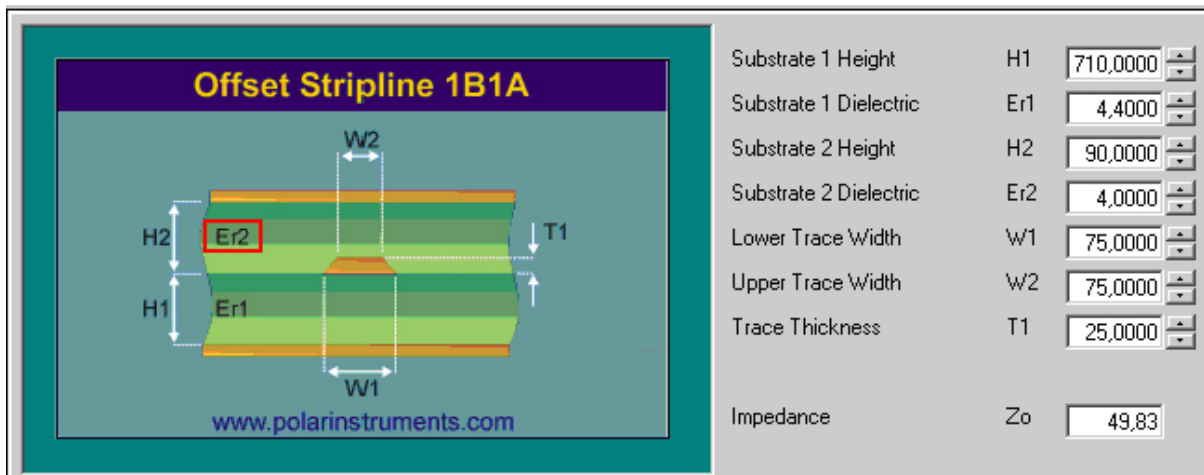 Offset Stripline 1B1A
W2
H2
Er2
T1
H1
Er1
W1
www.polarinstruments.com
Substrate 1 Height H1 710,0000
Substrate 1 Dielectric Er1 4,4000
Substrate 2 Height H2 90,0000
Substrate 2 Dielectric Er2 4,0000
Lower Trace Width W1 75,0000
Upper Trace Width W2 75,0000
Trace Thickness T1 25,0000
Impedance Zo 49,83